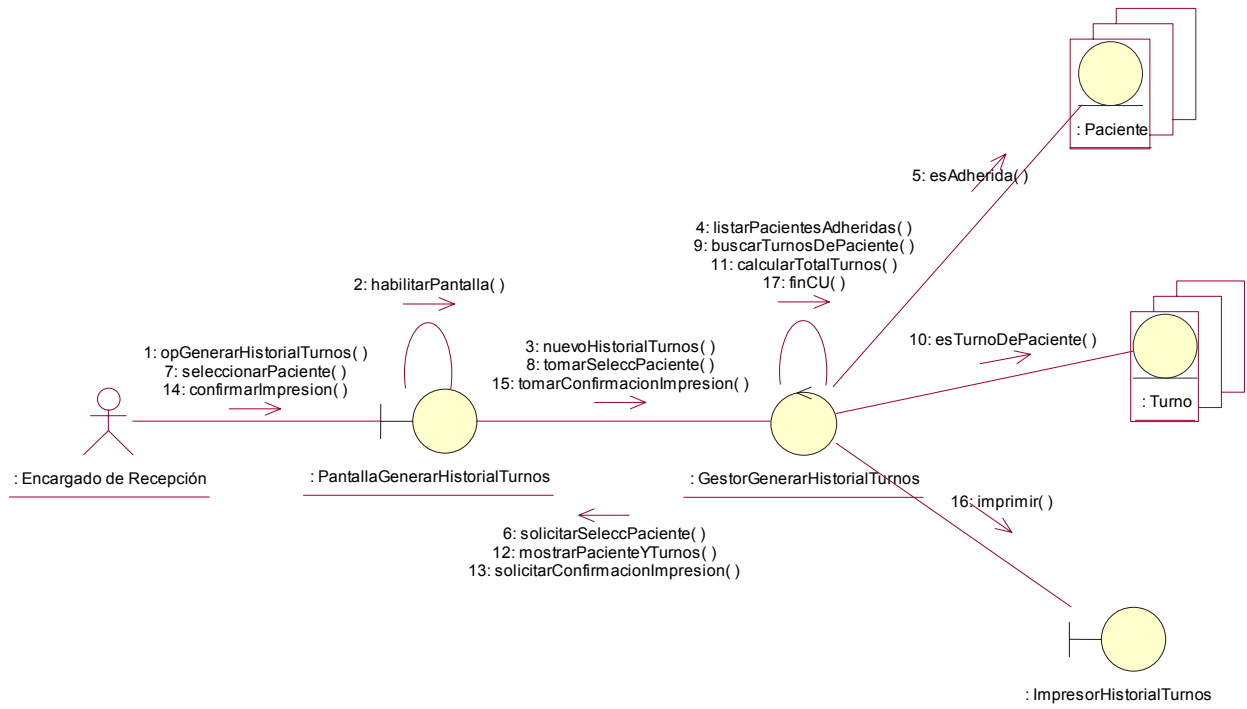 : Paciente
5: esAdherida( )
4: listarPacientesAdheridas( )
9: buscarTurnosDePaciente( )
11: calcularTotalTurnos( )
17: finCU( )
2: habilitarPantalla( )
10: esTurnoDePaciente( )
1: opGenerarHistorialTurnos( )
7: seleccionarPaciente( )
14: confirmarImpresion( )
3: nuevoHistorialTurnos( )
8: tomarSeleccPaciente( )
15: tomarConfirmacionImpresion( )
: Turno
: Encargado de Recepción
: PantallaGenerarHistorialTurnos
: GestorGenerarHistorialTurnos
16: imprimir( )
6: solicitarSeleccPaciente( )
12: mostrarPacienteYTurnos( )
13: solicitarConfirmacionImpresion( )
: ImpresorHistorialTurnos